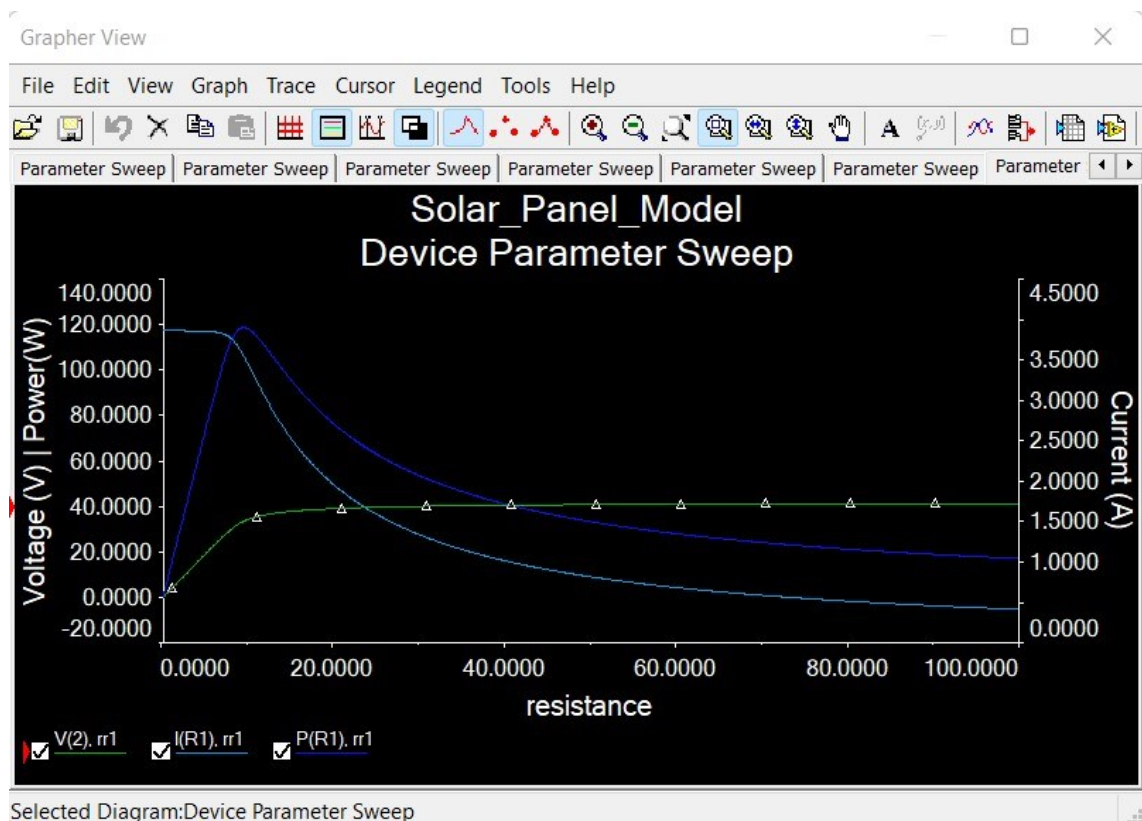 Grapher View
File Edit View Graph Trace Cursor Legend Tools Help
A (x,y)
Parameter Sweep Parameter Sweep Parameter Sweep Parameter Sweep Parameter Sweep Parameter Sweep Parameter
Solar_Panel_Model
Device Parameter Sweep
Voltage (V) | Power(W)
140.0000
120.0000
100.0000
80.0000
60.0000
40.0000
20.0000
0.0000
-20.0000
4.5000
3.5000
3.0000
2.5000
2.0000
1.5000
1.0000
0.0000
Current (A)
0.0000 20.0000 40.0000 60.0000 80.0000 100.0000
resistance
V(2), rr1 I(R1), rr1 P(R1), rr1
Selected Diagram:Device Parameter Sweep